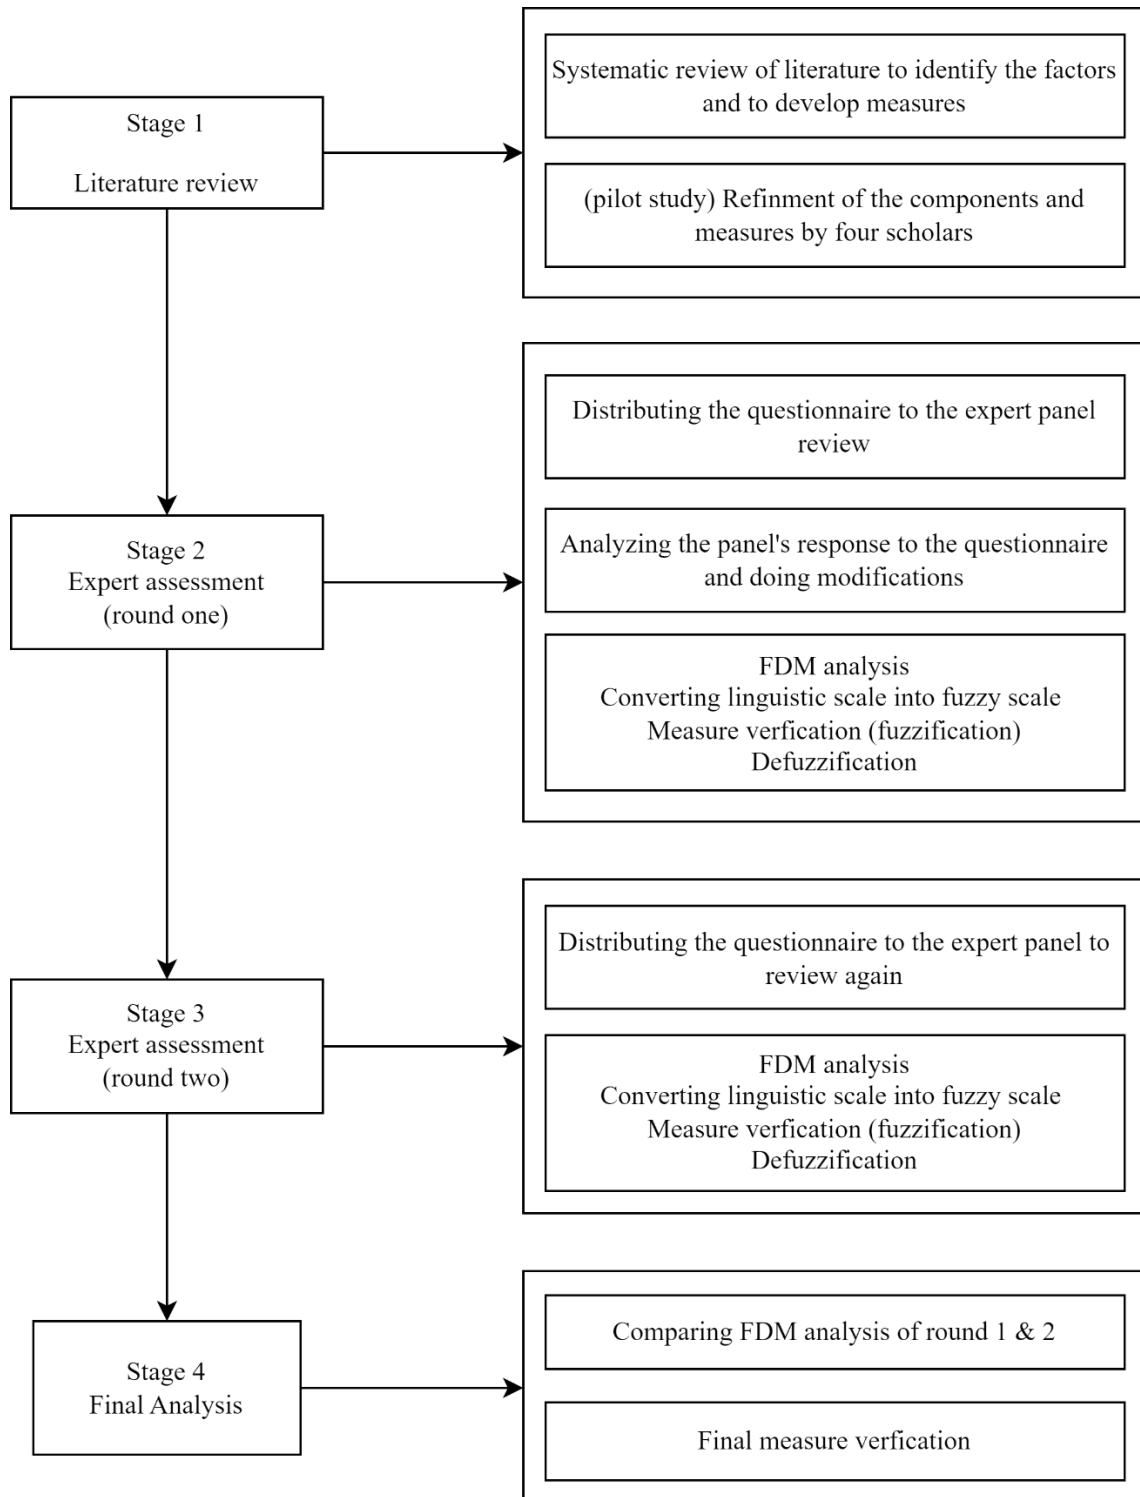 Stage 1
Literature review
Systematic review of literature to identify the factors
and to develop measures
(pilot study) Refinment of the components and
measures by four scholars
Stage 2
Expert assessment
(round one)
Distributing the questionnaire to the expert panel
review
Analyzing the panel's response to the questionnaire
and doing modifications
FDM analysis
Converting linguistic scale into fuzzy scale
Measure verfication (fuzzification)
Defuzzification
Stage 3
Expert assessment
(round two)
Distributing the questionnaire to the expert panel to
review again
FDM analysis
Converting linguistic scale into fuzzy scale
Measure verfication (fuzzification)
Defuzzification
Stage 4
Final Analysis
Comparing FDM analysis of round 1 & 2
Final measure verfication